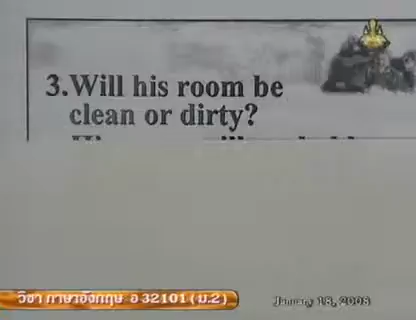 3.Will his room be
clean or dirty?
วิชา ภาษาอังกฤษ อ 32101 (ม.2)
January 18, 2008